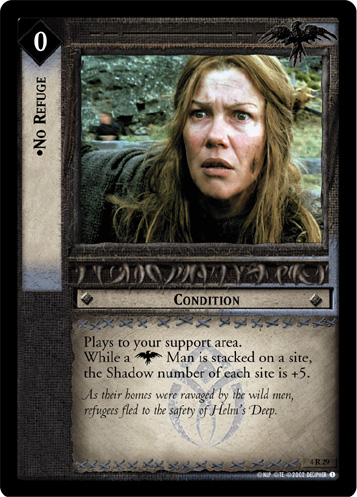 0
•No Refuge
Condition
Plays to your support area.
While a Man is stacked on a site,
the Shadow number of each site is +5.
As their homes were ravaged by the wild men,
refugees fled to the safety of Helm's Deep.
4 R 29
© NLP ™ TE © 2002 DECIPHER